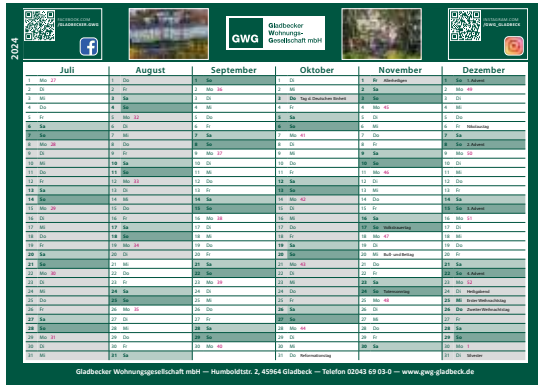 2024
FACEBOOK.COM
/GLADBECKER.GWG
GWG
Gladbecker
Wohnungs-
Gesellschaft mbH
INSTAGRAM.COM
/GWG_GLADBECK
Juli
1 Mo 27
2 Di
3 Mi
4 Do
5 Fr
6 Sa
7 So
8 Mo 28
9 Di
10 Mi
11 Do
12 Fr
13 Sa
14 So
15 Mo 29
16 Di
17 Mi
18 Do
19 Fr
20 Sa
21 So
22 Mo 30
23 Di
24 Mi
25 Do
26 Fr
27 Sa
28 So
29 Mo 31
30 Di
31 Mi
August
1 Do
2 Fr
3 Sa
4 So
5 Mo 32
6 Di
7 Mi
8 Do
9 Fr
10 Sa
11 So
12 Mo 33
13 Di
14 Mi
15 Do
16 Fr
17 Sa
18 So
19 Mo 34
20 Di
21 Mi
22 Do
23 Fr
24 Sa
25 So
26 Mo 35
27 Di
28 Mi
29 Do
30 Fr
31 Sa
September
1 So
2 Mo 36
3 Di
4 Mi
5 Do
6 Fr
7 Sa
8 So
9 Mo 37
10 Di
11 Mi
12 Do
13 Fr
14 Sa
15 So
16 Mo 38
17 Di
18 Mi
19 Do
20 Fr
21 Sa
22 So
23 Mo 39
24 Di
25 Mi
26 Do
27 Fr
28 Sa
29 So
30 Mo 40
Oktober
1 Di
2 Mi
3 Do Tag d. Deutschen Einheit
4 Fr
5 Sa
6 So
7 Mo 41
8 Di
9 Mi
10 Do
11 Fr
12 Sa
13 So
14 Mo 42
15 Di
16 Mi
17 Do
18 Fr
19 Sa
20 So
21 Mo 43
22 Di
23 Mi
24 Do
25 Fr
26 Sa
27 So
28 Mo 44
29 Di
30 Mi
31 Do Reformationstag
November
1 Fr Allerheiligen
2 Sa
3 So
4 Mo 45
5 Di
6 Mi
7 Do
8 Fr
9 Sa
10 So
11 Mo 46
12 Di
13 Mi
14 Do
15 Fr
16 Sa
17 So Volkstrauertag
18 Mo 47
19 Di
20 Mi Buß- und Bettag
21 Do
22 Fr
23 Sa
24 So Totensonntag
25 Mo 48
26 Di
27 Mi
28 Do
29 Fr
30 Sa
Dezember
1 So 1. Advent
2 Mo 49
3 Di
4 Mi
5 Do
6 Fr Nikolaustag
7 Sa
8 So 2. Advent
9 Mo 50
10 Di
11 Mi
12 Do
13 Fr
14 Sa
15 So 3. Advent
16 Mo 51
17 Di
18 Mi
19 Do
20 Fr
21 Sa
22 So 4. Advent
23 Mo 52
24 Di Heiligabend
25 Mi Erster Weihnachtstag
26 Do Zweiter Weihnachtstag
27 Fr
28 Sa
29 So
30 Mo 1
31 Di Silvester
Gladbecker Wohnungsgesellschaft mbH — Humboldtstr. 2, 45964 Gladbeck — Telefon 02043 69 03-0 — www.gwg-gladbeck.de